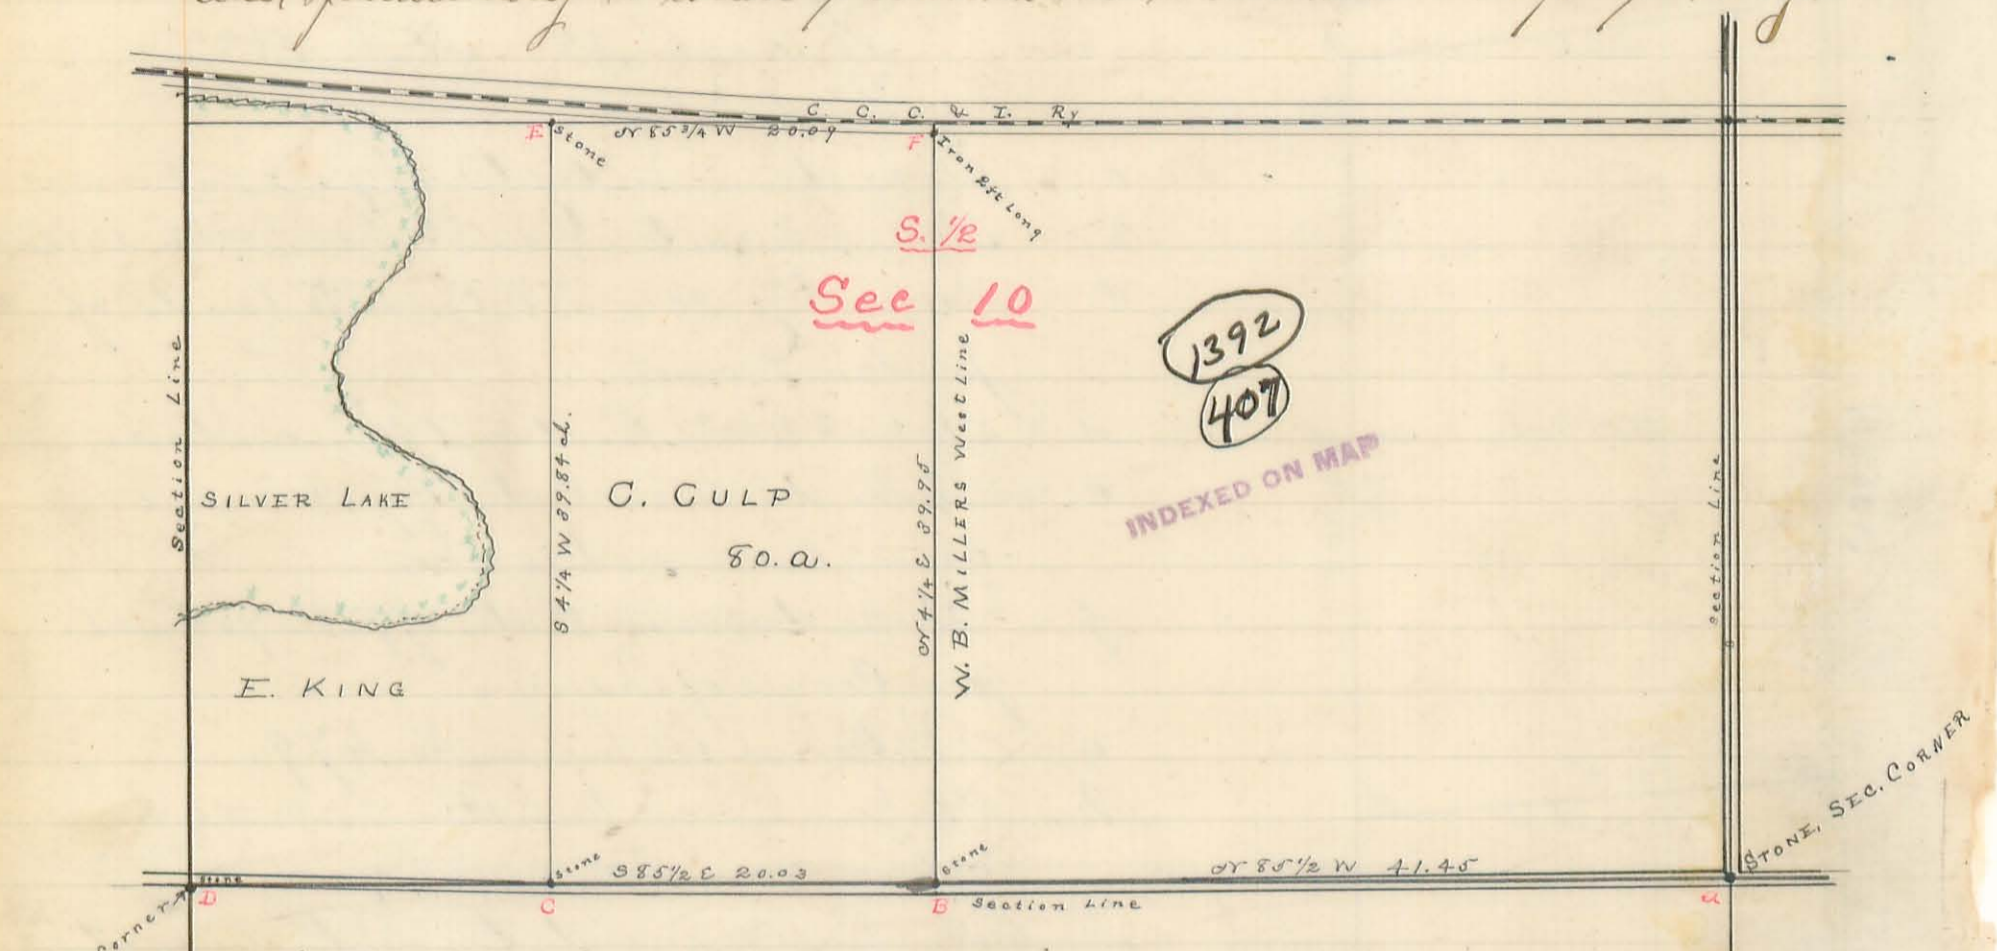 C. C. C. & I. Ry
E Stone N 85 3/4 W 20.09
F Iron 2ft Long
S. 1/2
Sec 10
1392
407
INDEXED ON MAP
Section Line
SILVER LAKE
E. KING
S 4 1/4 W 39.84 ch.
C. CULP
80. a.
N 4 1/4 E 39.95
W. B. MILLERS West Line
Section Line
STONE, SEC. CORNER
Stone
Stone
S 85 1/2 E 20.03
Stone
N 85 1/2 W 41.45
Corner
D
C
B
Section Line
a